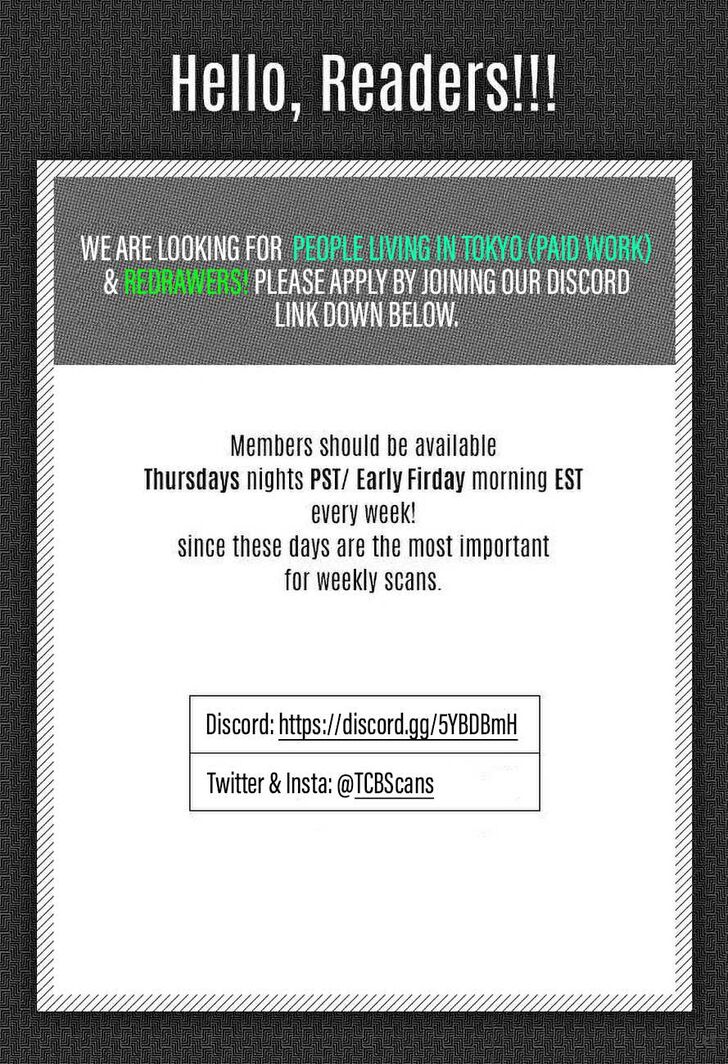 Hello, Readers!!!
WE ARE LOOKING FOR PEOPLE LIVING IN TOKYO (PAID WORK)
& REDRAWERS! PLEASE APPLY BY JOINING OUR DISCORD
LINK DOWN BELOW.
Members should be available
Thursdays nights PST/ Early Firday morning EST
every week!
since these days are the most important
for weekly scans.
Discord: https://discord.gg/5YBDBmH
Twitter & Insta: @TCBScans